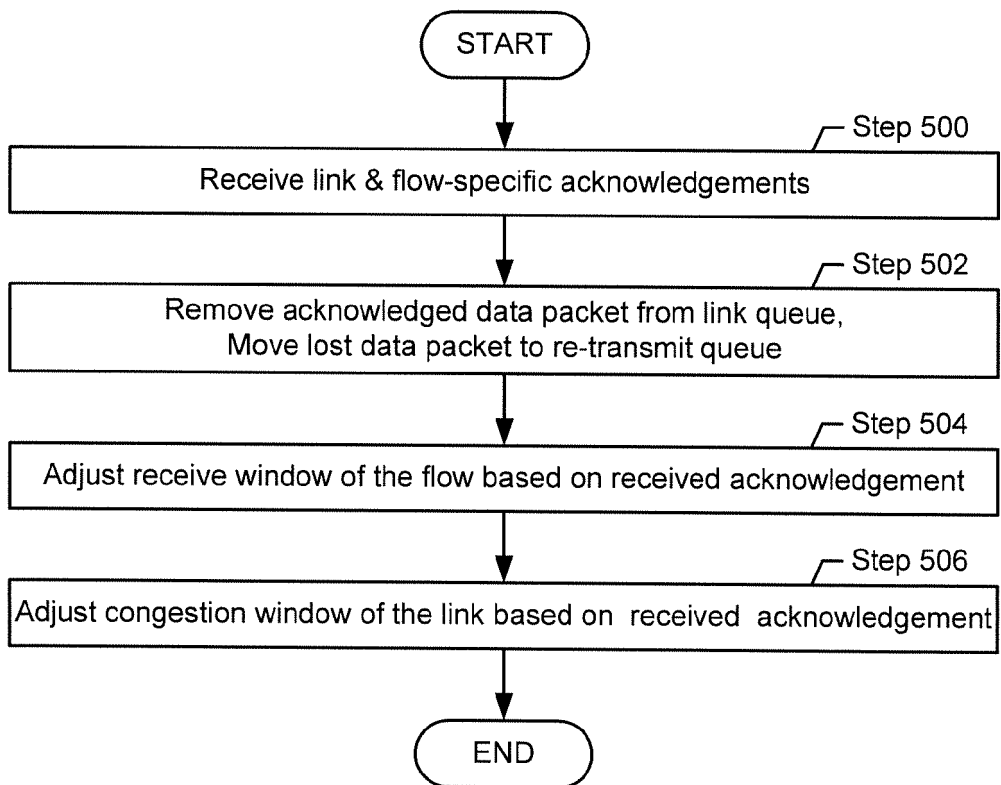 START
Step 500
Receive link & flow-specific acknowledgements
Step 502
Remove acknowledged data packet from link queue,
Move lost data packet to re-transmit queue
Step 504
Adjust receive window of the flow based on received acknowledgement
Step 506
Adjust congestion window of the link based on received acknowledgement
END